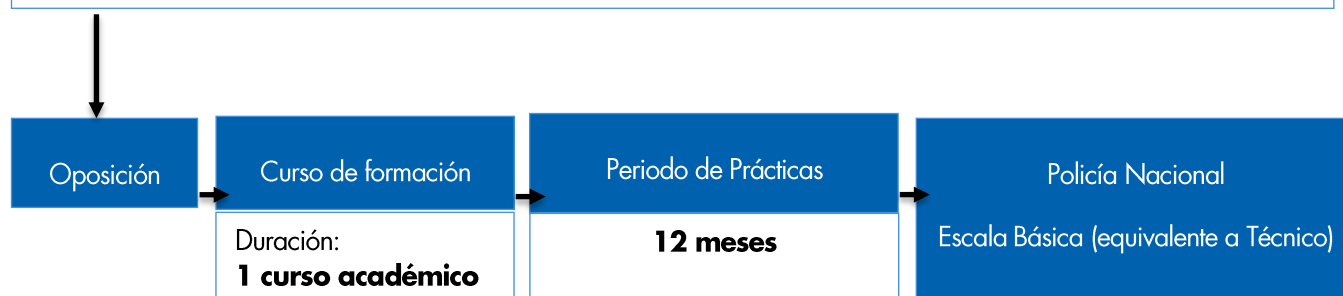 Oposición
Curso de formación
Duración:
1 curso académico
Periodo de Prácticas
12 meses
Policía Nacional
Escala Básica (equivalente a Técnico)